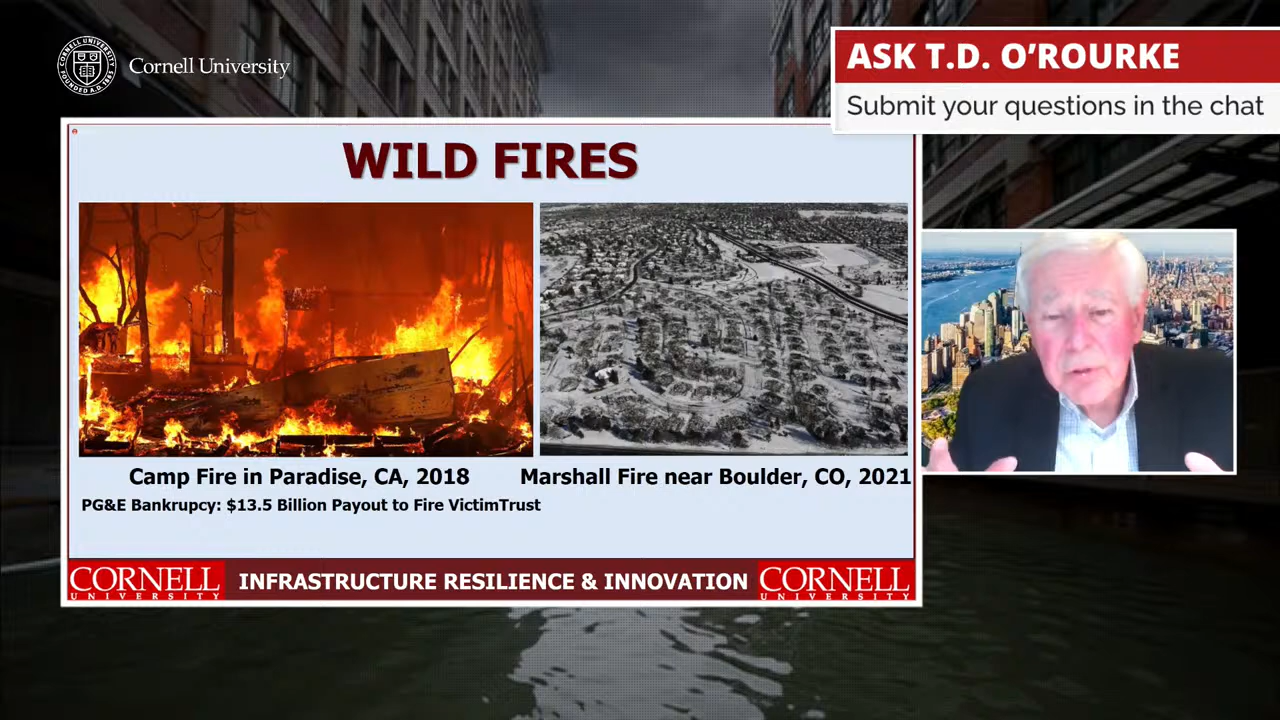 Cornell University
ASK T.D. O'ROURKE
Submit your questions in the chat
WILD FIRES
Camp Fire in Paradise, CA, 2018
Marshall Fire near Boulder, CO, 2021
PG&E Bankrupcy: $13.5 Billion Payout to Fire VictimTrust
CORNELL
UNIVERSITY
INFRASTRUCTURE RESILIENCE & INNOVATION
CORNELL
UNIVERSITY